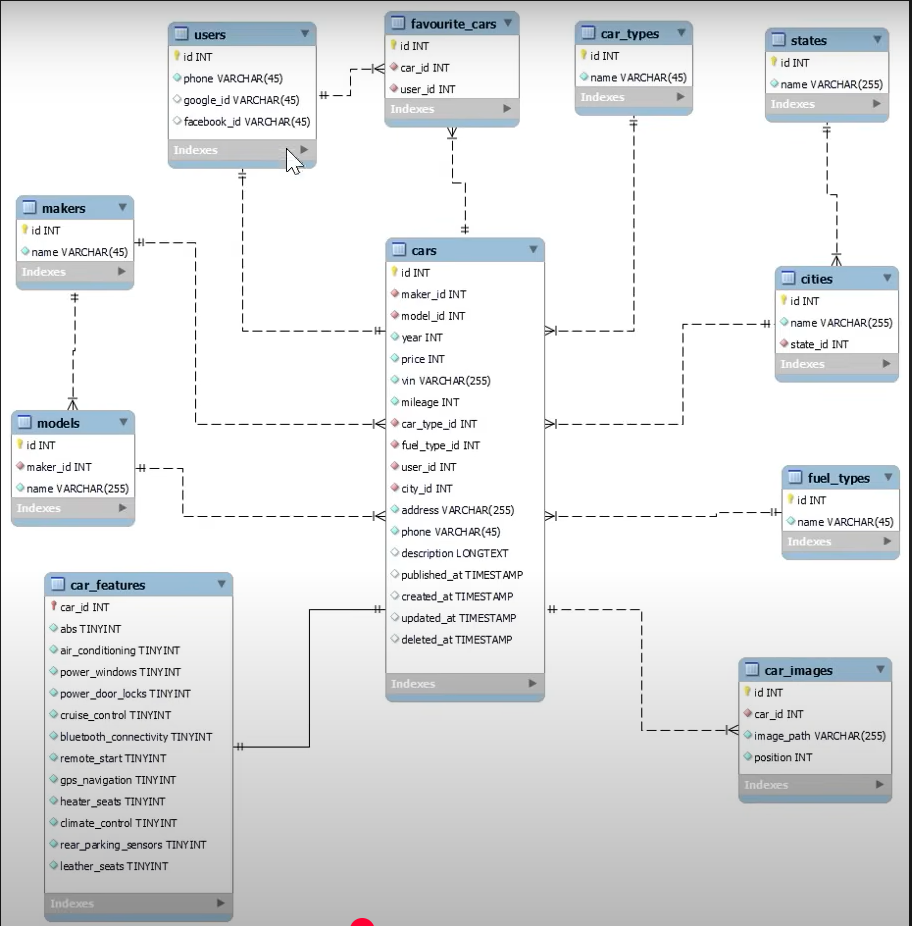 users
id INT
phone VARCHAR(45)
google_id VARCHAR(45)
facebook_id VARCHAR(45)
Indexes
favourite_cars
id INT
car_id INT
user_id INT
Indexes
car_types
id INT
name VARCHAR(45)
Indexes
states
id INT
name VARCHAR(255)
Indexes
makers
id INT
name VARCHAR(45)
Indexes
cars
id INT
maker_id INT
model_id INT
year INT
price INT
vin VARCHAR(255)
mileage INT
car_type_id INT
fuel_type_id INT
user_id INT
city_id INT
address VARCHAR(255)
phone VARCHAR(45)
description LONGTEXT
published_at TIMESTAMP
created_at TIMESTAMP
updated_at TIMESTAMP
deleted_at TIMESTAMP
Indexes
cities
id INT
name VARCHAR(255)
state_id INT
Indexes
models
id INT
maker_id INT
name VARCHAR(255)
Indexes
fuel_types
id INT
name VARCHAR(45)
Indexes
car_features
car_id INT
abs TINYINT
air_conditioning TINYINT
power_windows TINYINT
power_door_locks TINYINT
cruise_control TINYINT
bluetooth_connectivity TINYINT
remote_start TINYINT
gps_navigation TINYINT
heater_seats TINYINT
climate_control TINYINT
rear_parking_sensors TINYINT
leather_seats TINYINT
Indexes
car_images
id INT
car_id INT
image_path VARCHAR(255)
position INT
Indexes